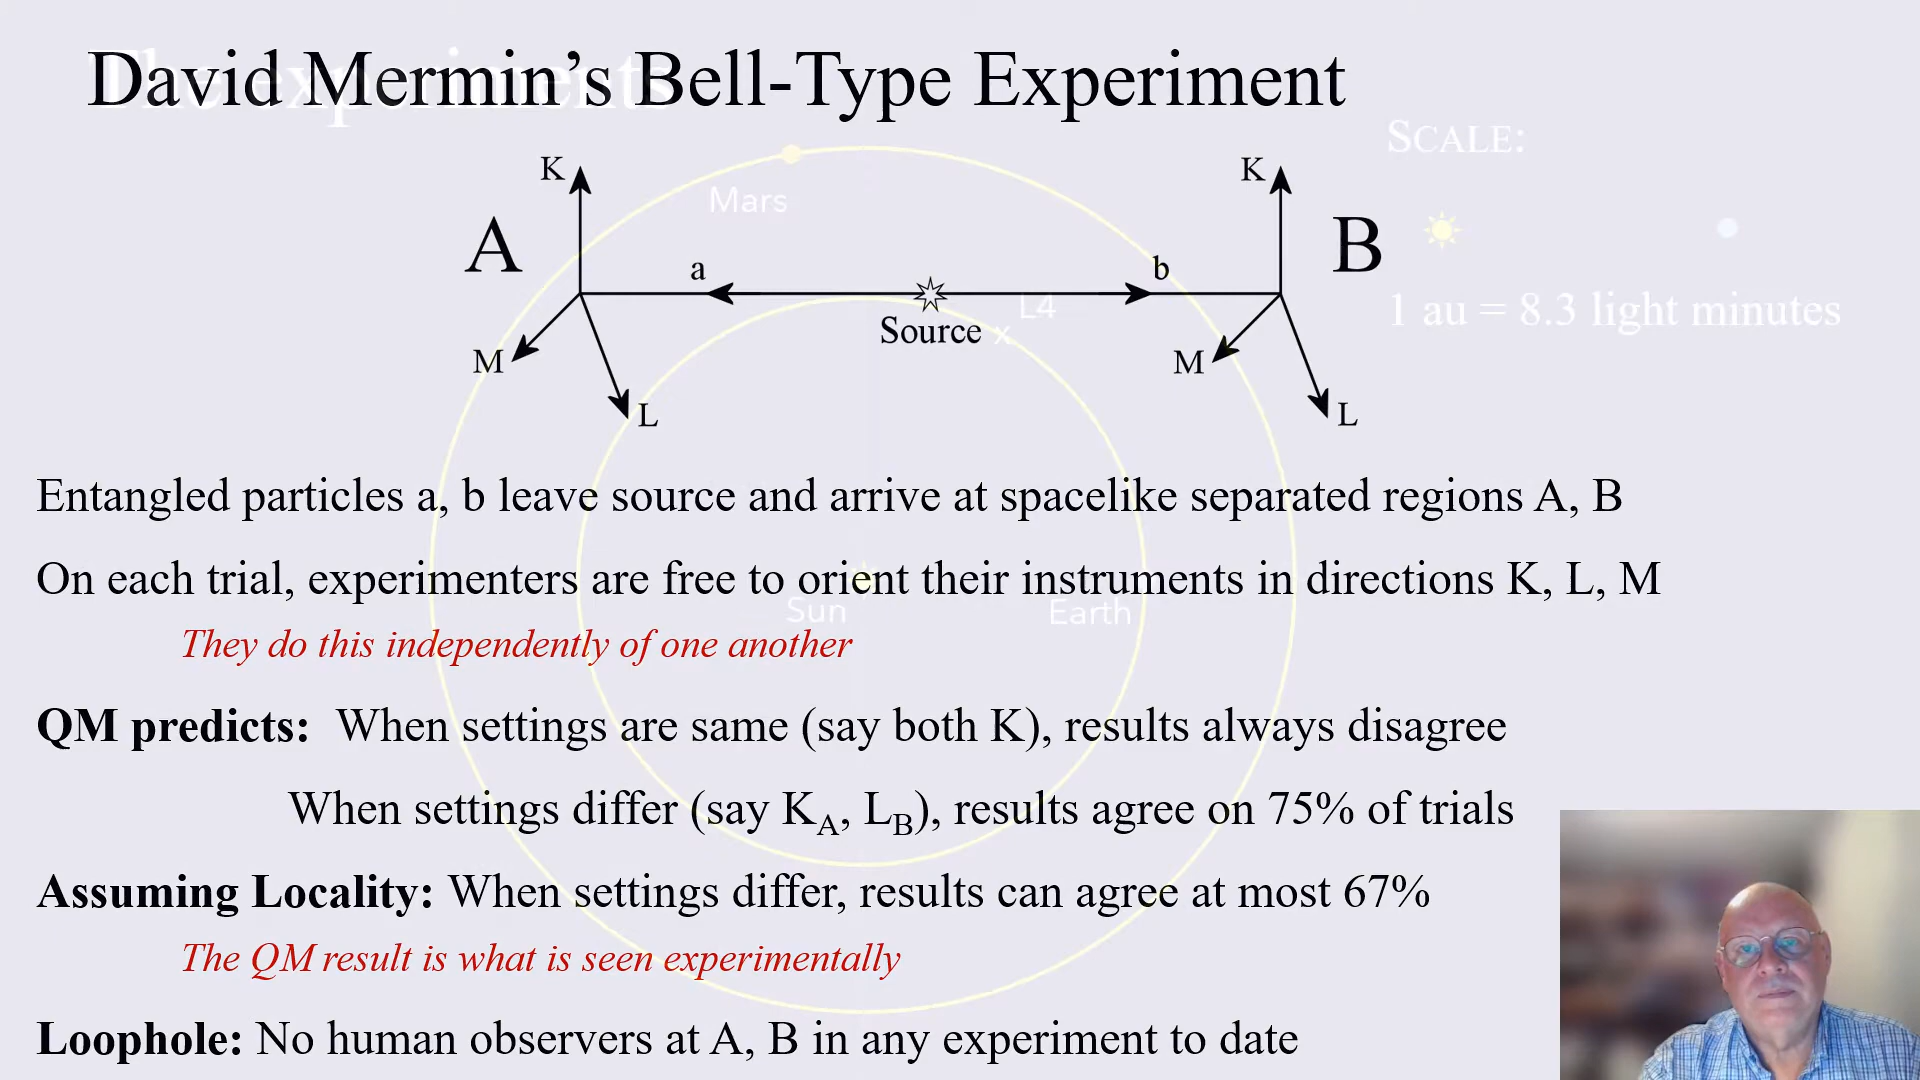 David Mermin’s Bell-Type Experiment
The experiments
SCALE:
K
K
Mars
A
B
a
b
L4
x
1 au = 8.3 light minutes
Source
M
M
L
L
Entangled particles a, b leave source and arrive at spacelike separated regions A, B
On each trial, experimenters are free to orient their instruments in directions K, L, M
Sun
Earth
They do this independently of one another
QM predicts: When settings are same (say both K), results always disagree
When settings differ (say KA, LB), results agree on 75% of trials
Assuming Locality: When settings differ, results can agree at most 67%
The QM result is what is seen experimentally
Loophole: No human observers at A, B in any experiment to date